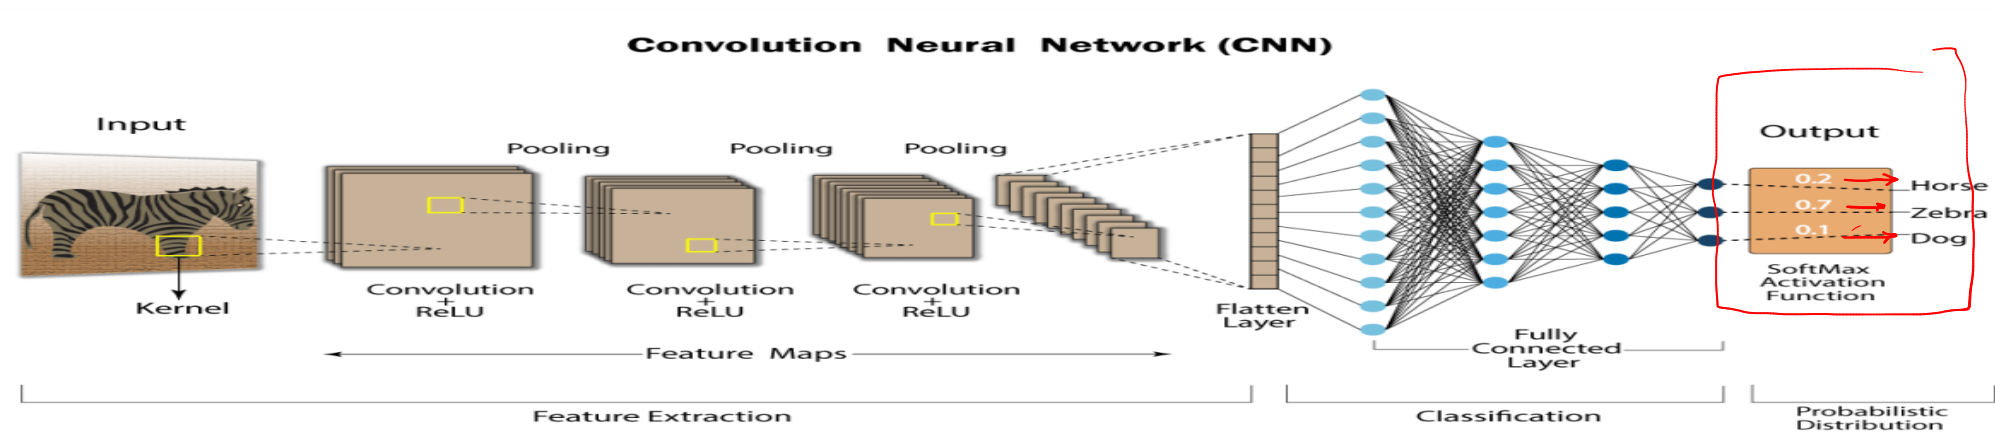 Convolution Neural Network (CNN)
Input
Kernel
Pooling
Pooling
Pooling
Convolution
+
ReLU
Convolution
+
ReLU
Convolution
+
ReLU
Feature Maps
Flatten
Layer
Fully
Connected
Layer
Output
0.2
Horse
0.7
Zebra
0.1
Dog
SoftMax
Activation
Function
Feature Extraction
Classification
Probabilistic
Distribution